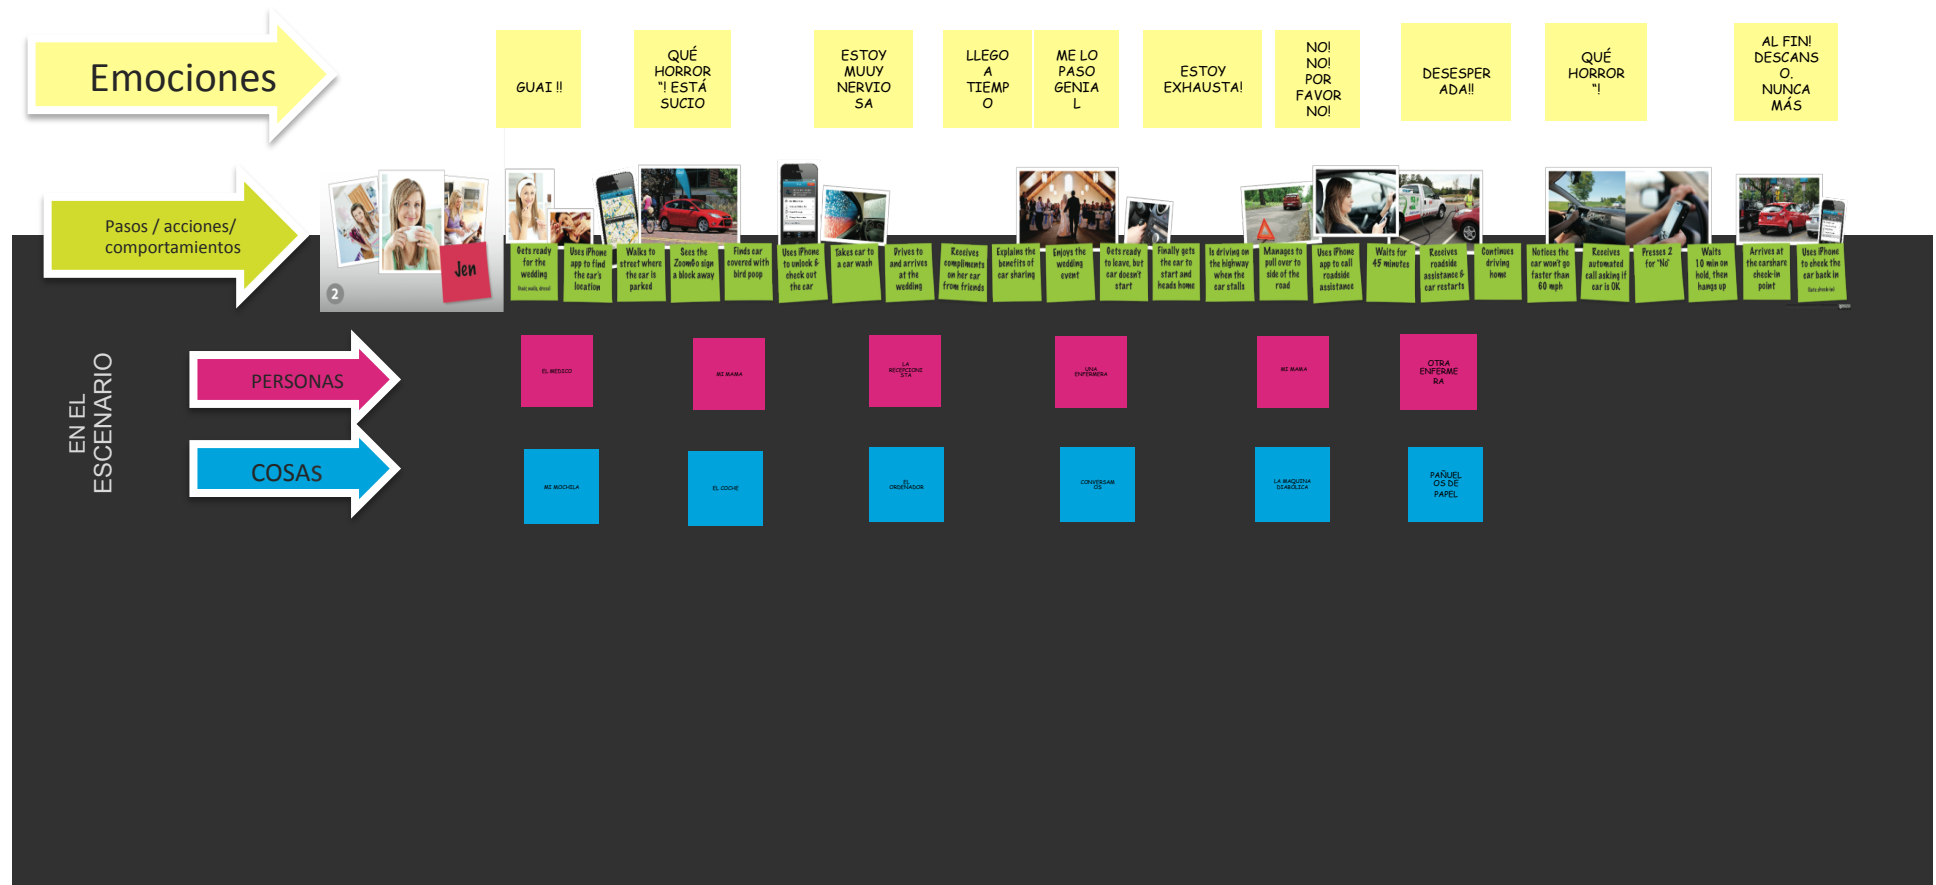 Emociones
GUAI !!
QUÉ
HORROR
"! ESTÁ
SUCIO
ESTOY
MUUY
NERVIO
SA
LLEGO
A
TIEMP
O
ME LO
PASO
GENIA
L
ESTOY
EXHAUSTA!
NO!
NO!
POR
FAVOR
NO!
DESESPER
ADA!!
QUÉ
HORROR
"!
AL FIN!
DESCANS
O.
NUNCA
MÁS
Pasos / acciones/
comportamientos
Jen
2
Gets ready
for the
wedding
Uses iPhone
app to find
the car's
location
Walks to
street where
the car is
parked
Sees the
ZoomGo sign
a block away
Finds car
covered with
bird poop
Uses iPhone
to unlock &
check out
the car
Takes car to
a car wash
Drives to
and arrives
at the
wedding
Receives
compliments
on her car
from friends
Explains the
benefits of
car sharing
Enjoys the
wedding
event
Gets ready
to leave, but
car doesn't
start
Finally gets
the car to
start and
heads home
Is driving on
the highway
when the
car stalls
Manages to
pull over to
side of the
road
Uses iPhone
app to call
roadside
assistance
Waits for
45 minutes
Receives
roadside
assistance &
car restarts
Continues
driving
home
Notices the
car won't go
faster than
60 mph
Receives
automated
call asking if
car is OK
Presses 2
for "No"
Waits
10 min on
hold, then
hangs up
Arrives at
the carshare
check-in
point
Uses iPhone
to check the
car back in
EN EL
ESCENARIO
PERSONAS
EL MEDICO
MI MAMA
LA
RECEPCIONI
STA
UNA
ENFERMERA
MI MAMA
OTRA
ENFERME
RA
COSAS
MI MOCHILA
EL COCHE
EL
ORDENADOR
CONVERSAM
OS
LA MAQUINA
DIABÓLICA
PAÑUEL
OS DE
PAPEL